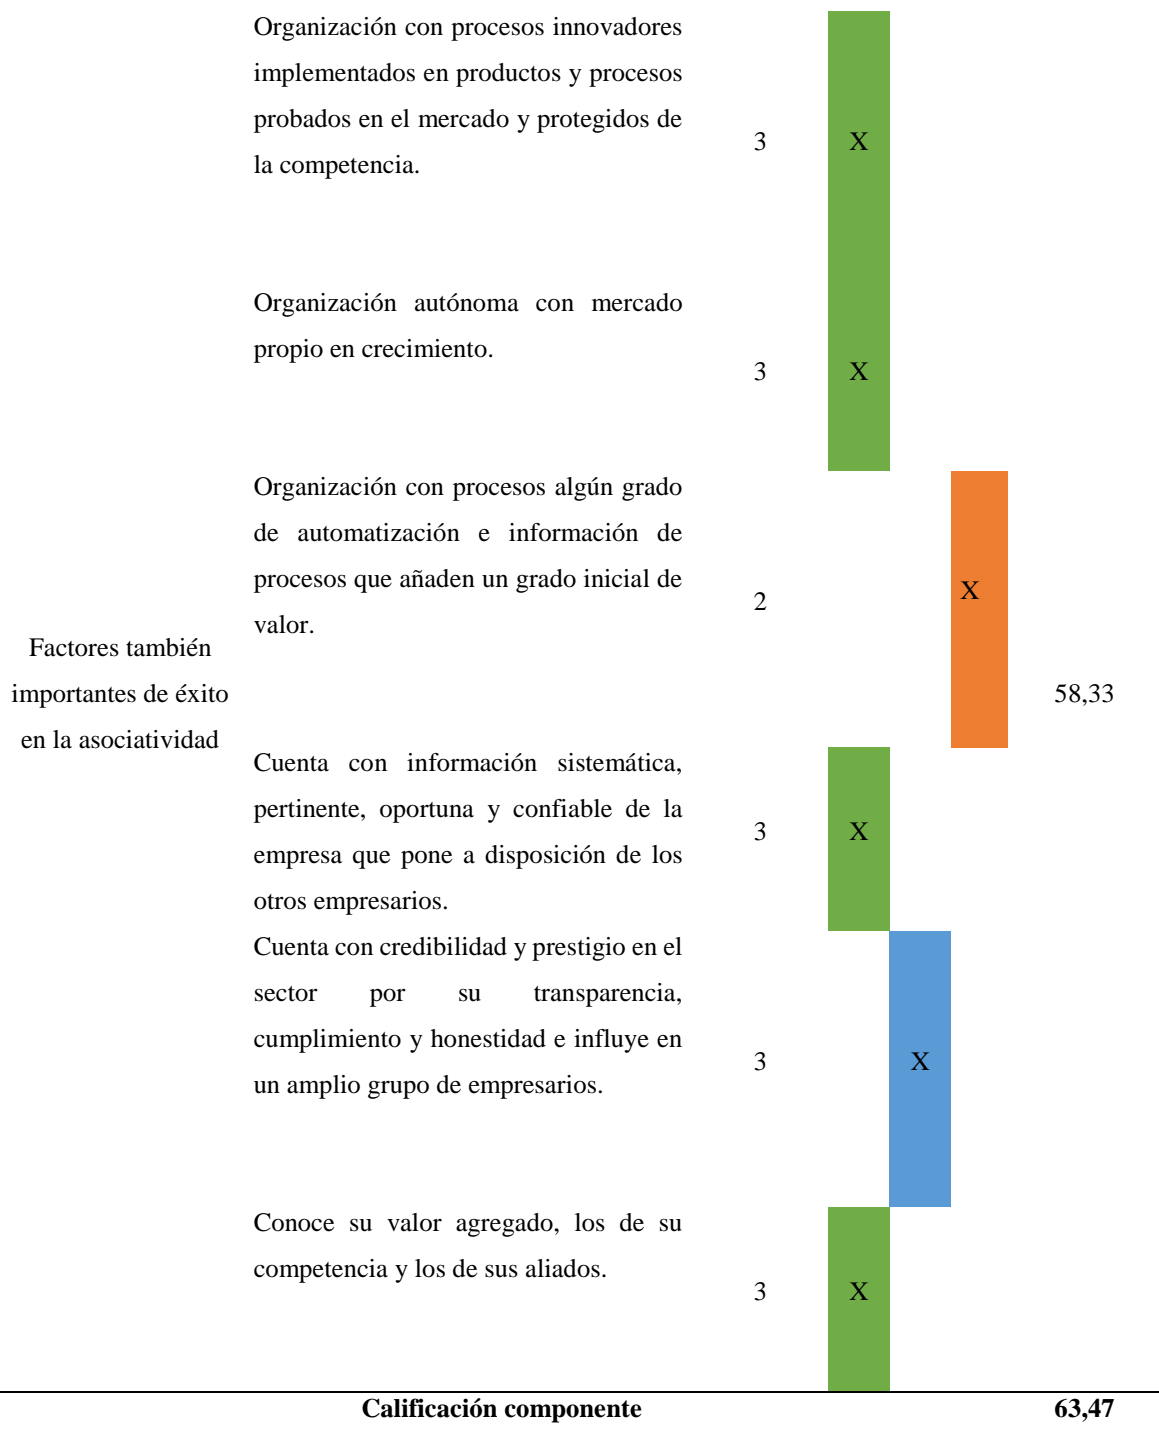 Organización con procesos innovadores
implementados en productos y procesos
probados en el mercado y protegidos de
la competencia.
3 X
Organización autónoma con mercado
propio en crecimiento.
3 X
Organización con procesos algún grado
de automatización e información de
procesos que añaden un grado inicial de
valor.
2 X
Factores también
importantes de éxito
en la asociatividad
58,33
Cuenta con información sistemática,
pertinente, oportuna y confiable de la
empresa que pone a disposición de los
otros empresarios.
3 X
Cuenta con credibilidad y prestigio en el
sector por su transparencia,
cumplimiento y honestidad e influye en
un amplio grupo de empresarios.
3 X
Conoce su valor agregado, los de su
competencia y los de sus aliados.
3 X
Calificación componente 63,47